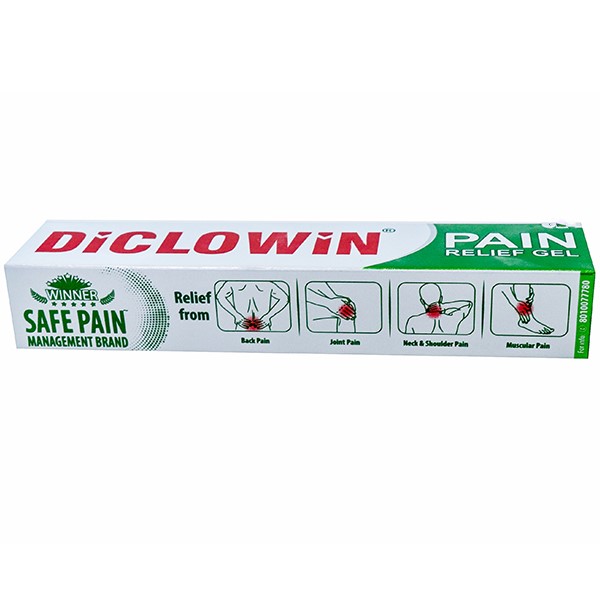 DiCLOWiN®
PAIN
RELIEF GEL
WINNER
SAFE PAIN
MANAGEMENT BRAND
Relief
from
Back Pain
Joint Pain
Neck & Shoulder Pain
Muscular Pain
For info : 8010077780